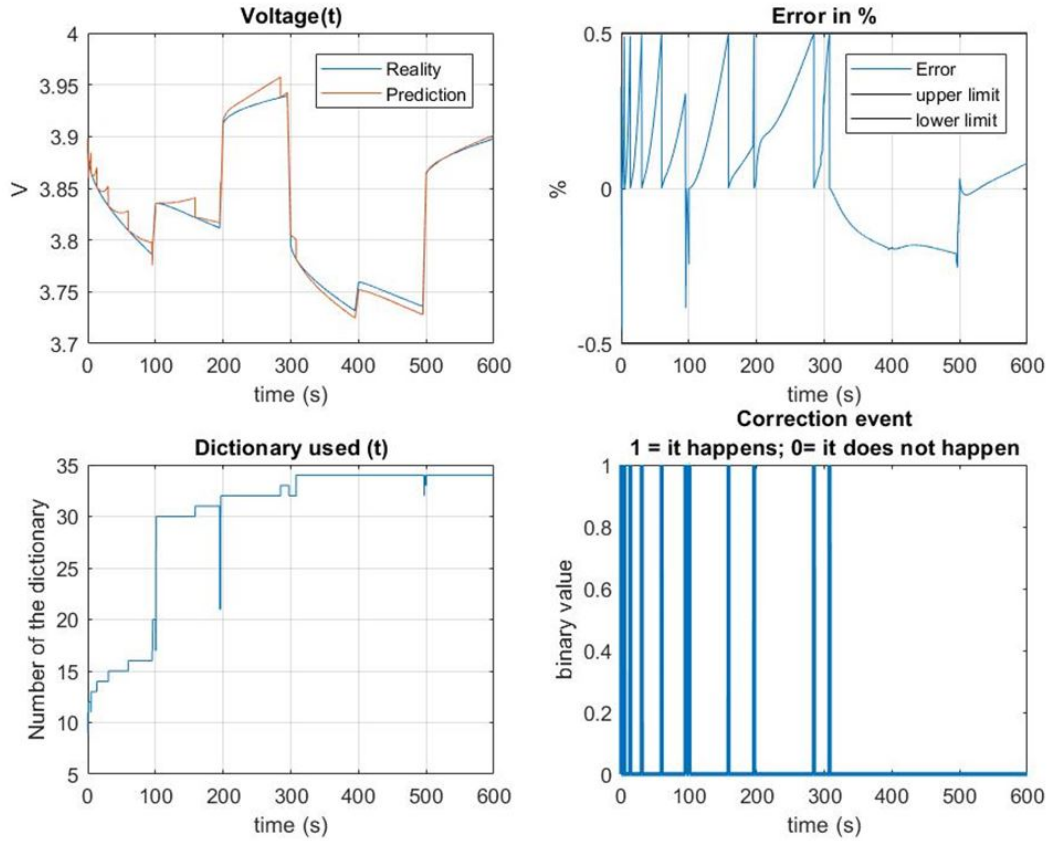 Voltage(t)
4
3.95
3.9
3.85
3.8
3.75
3.7
V
Reality
Prediction
0 100 200 300 400 500 600
time (s)
Error in %
0.5
0
-0.5
%
Error
upper limit
lower limit
0 100 200 300 400 500 600
time (s)
Dictionary used (t)
35
30
25
20
15
10
5
Number of the dictionary
0 100 200 300 400 500 600
time (s)
Correction event
1 = it happens; 0= it does not happen
1
0.8
0.6
0.4
0.2
0
binary value
0 100 200 300 400 500 600
time (s)